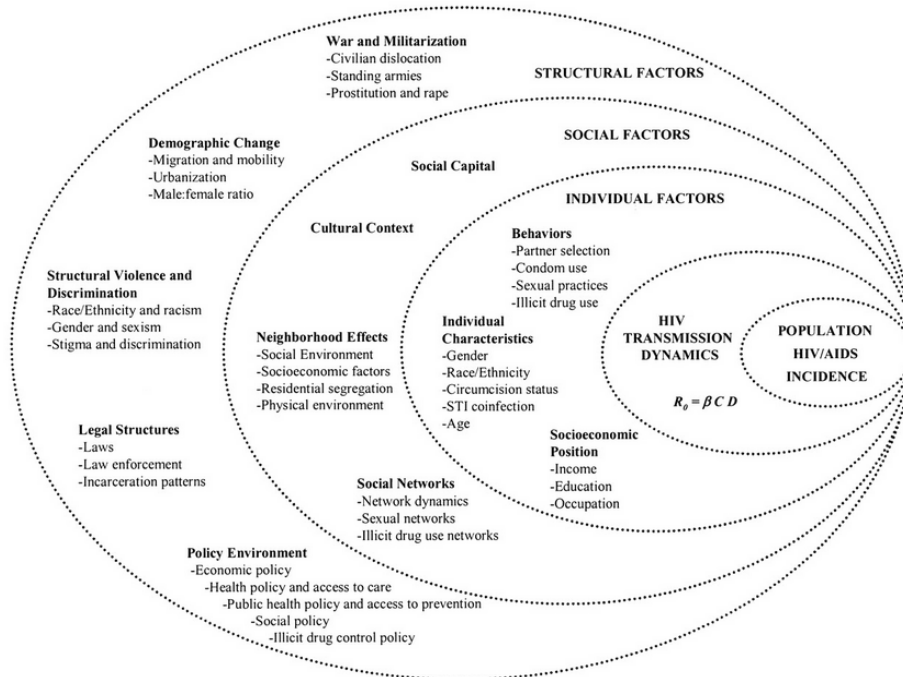 War and Militarization
-Civilian dislocation
-Standing armies
-Prostitution and rape
STRUCTURAL FACTORS
SOCIAL FACTORS
INDIVIDUAL FACTORS
Demographic Change
-Migration and mobility
-Urbanization
-Male:female ratio
Social Capital
Cultural Context
Structural Violence and
Discrimination
-Race/Ethnicity and racism
-Gender and sexism
-Stigma and discrimination
Neighborhood Effects
-Social Environment
-Socioeconomic factors
-Residential segregation
-Physical environment
Behaviors
-Partner selection
-Condom use
-Sexual practices
-Illicit drug use
Individual
Characteristics
-Gender
-Race/Ethnicity
-Circumcision status
-STI coinfection
-Age
HIV
TRANSMISSION
DYNAMICS
R₀ = β C D
POPULATION
HIV/AIDS
INCIDENCE
Socioeconomic
Position
-Income
-Education
-Occupation
Legal Structures
-Laws
-Law enforcement
-Incarceration patterns
Social Networks
-Network dynamics
-Sexual networks
-Illicit drug use networks
Policy Environment
-Economic policy
-Health policy and access to care
-Public health policy and access to prevention
-Social policy
-Illicit drug control policy